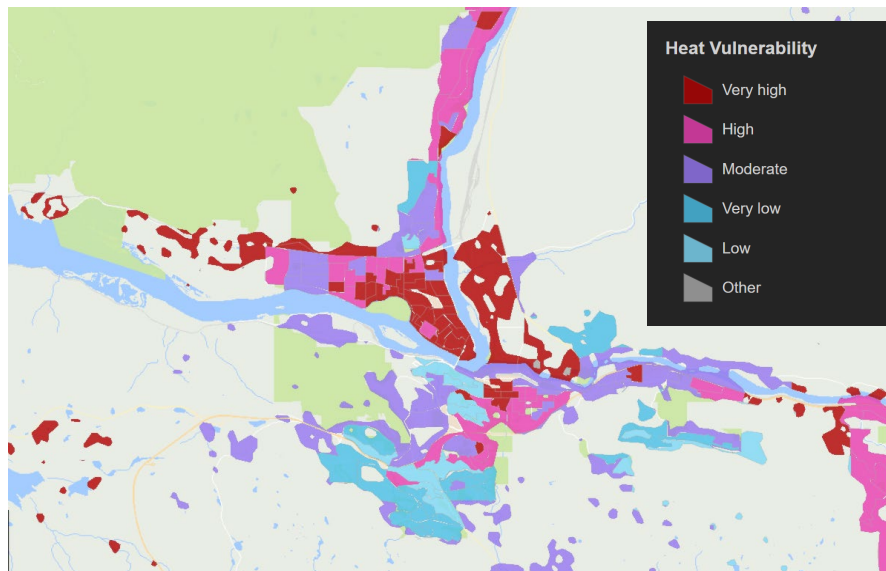 Heat Vulnerability
Very high
High
Moderate
Very low
Low
Other